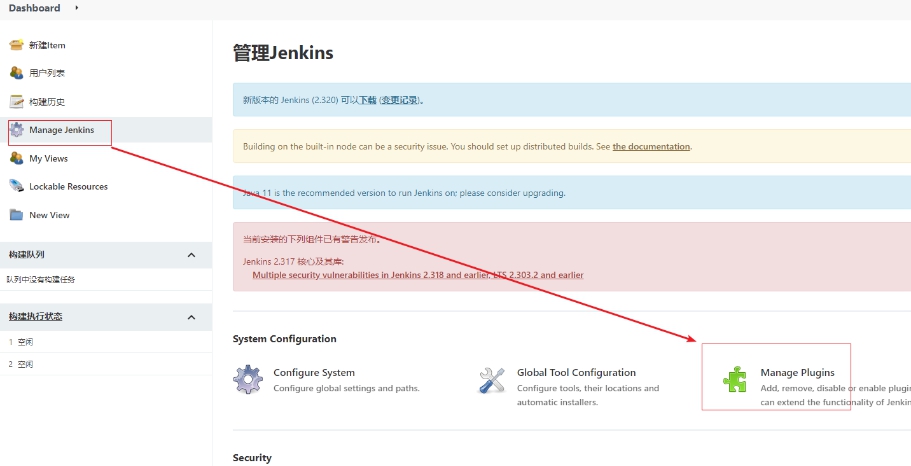 Dashboard
新建Item
用户列表
构建历史
Manage Jenkins
My Views
Lockable Resources
New View
构建队列
队列中没有构建任务
构建执行状态
1 空闲
2 空闲
管理Jenkins
新版本的 Jenkins (2.320) 可以下载 (变更记录)。
Building on the built-in node can be a security issue. You should set up distributed builds. See the documentation.
Java 11 is the recommended version to run Jenkins on; please consider upgrading.
当前安装的下列组件已有警告发布。
Jenkins 2.317 核心及其库:
Multiple security vulnerabilities in Jenkins 2.318 and earlier, LTS 2.303.2 and earlier
System Configuration
Configure System
Configure global settings and paths.
Global Tool Configuration
Configure tools, their locations and
automatic installers.
Manage Plugins
Add, remove, disable or enable plugin
can extend the functionality of Jenkin
Security